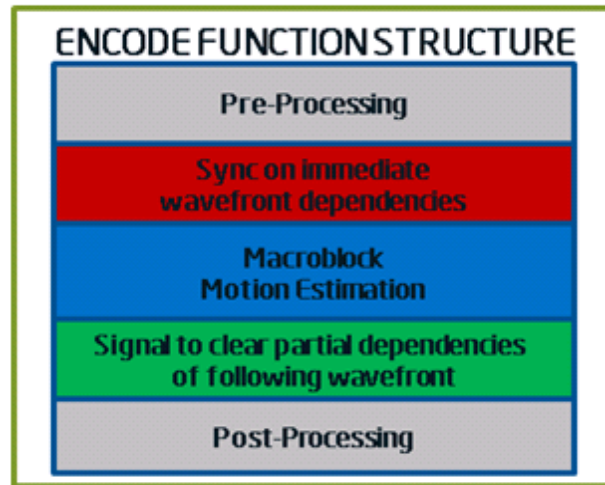 ENCODE FUNCTION STRUCTURE
Pre-Processing
Sync on immediate
wavefront dependencies
Macroblock
Motion Estimation
Signal to clear partial dependencies
of following wavefront
Post-Processing